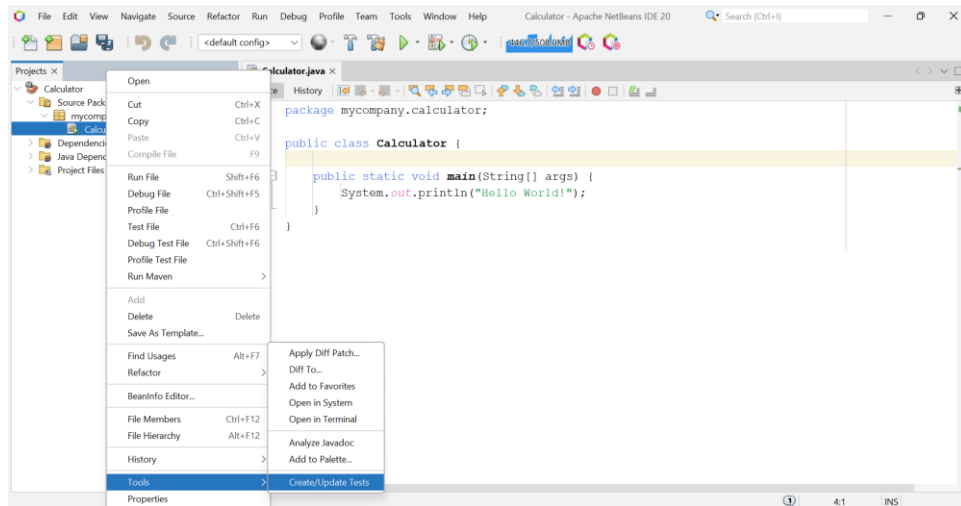 File Edit View Navigate Source Refactor Run Debug Profile Team Tools Window Help Calculator - Apache NetBeans IDE 20 Search (Ctrl+I)
<default config>
Projects
Calculator.java
Calculator
Source Pack
mycomp
Calcu
Dependenci
Java Depend
Project Files
History
package mycompany.calculator;
public class Calculator {
public static void main(String[] args) {
System.out.println("Hello World!");
}
}
Open
Cut Ctrl+X
Copy Ctrl+C
Paste Ctrl+V
Compile File F9
Run File Shift+F6
Debug File Ctrl+Shift+F5
Profile File
Test File Ctrl+F6
Debug Test File Ctrl+Shift+F6
Profile Test File
Run Maven
Add
Delete Delete
Save As Template...
Find Usages Alt+F7
Refactor
BeanInfo Editor...
File Members Ctrl+F12
File Hierarchy Alt+F12
History
Tools
Properties
Apply Diff Patch...
Diff To...
Add to Favorites
Open in System
Open in Terminal
Analyze Javadoc
Add to Palette...
Create/Update Tests
1 4:1 INS